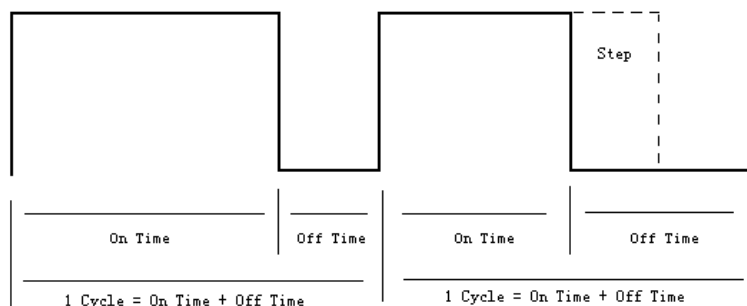 Step
On Time Off Time On Time Off Time
1 Cycle = On Time + Off Time 1 Cycle = On Time + Off Time